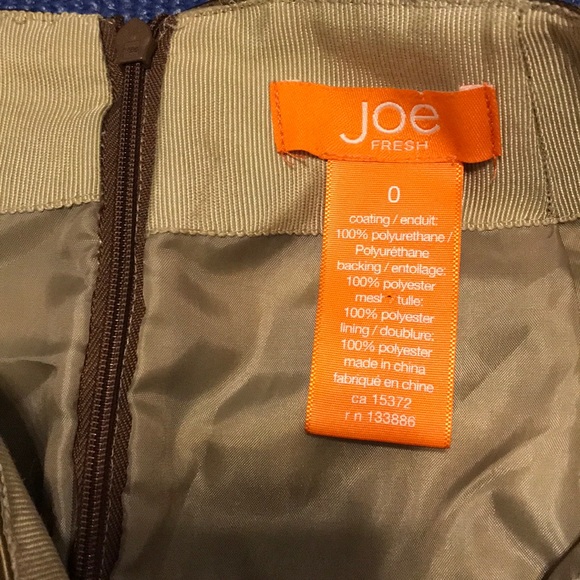 joe
FRESH
0
coating / enduit:
100% polyurethane /
Polyuréthane
backing / entoilage:
100% polyester
mesh / tulle:
100% polyester
lining / doublure:
100% polyester
made in china
fabriqué en chine
ca 15372
r n 133886